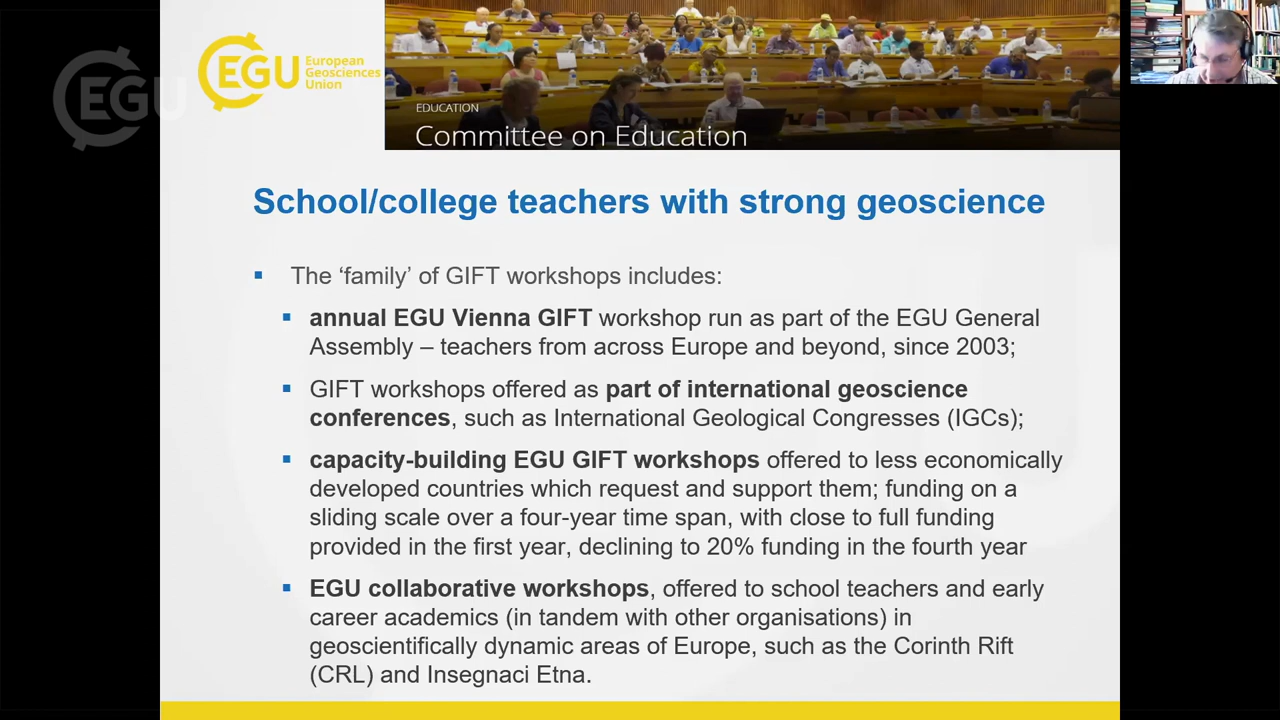 EGU
EGU European
Geosciences
Union
EDUCATION
Committee on Education
School/college teachers with strong geoscience
▪ The ‘family’ of GIFT workshops includes:
▪ annual EGU Vienna GIFT workshop run as part of the EGU General
Assembly – teachers from across Europe and beyond, since 2003;
▪ GIFT workshops offered as part of international geoscience
conferences, such as International Geological Congresses (IGCs);
▪ capacity-building EGU GIFT workshops offered to less economically
developed countries which request and support them; funding on a
sliding scale over a four-year time span, with close to full funding
provided in the first year, declining to 20% funding in the fourth year
▪ EGU collaborative workshops, offered to school teachers and early
career academics (in tandem with other organisations) in
geoscientifically dynamic areas of Europe, such as the Corinth Rift
(CRL) and Insegnaci Etna.